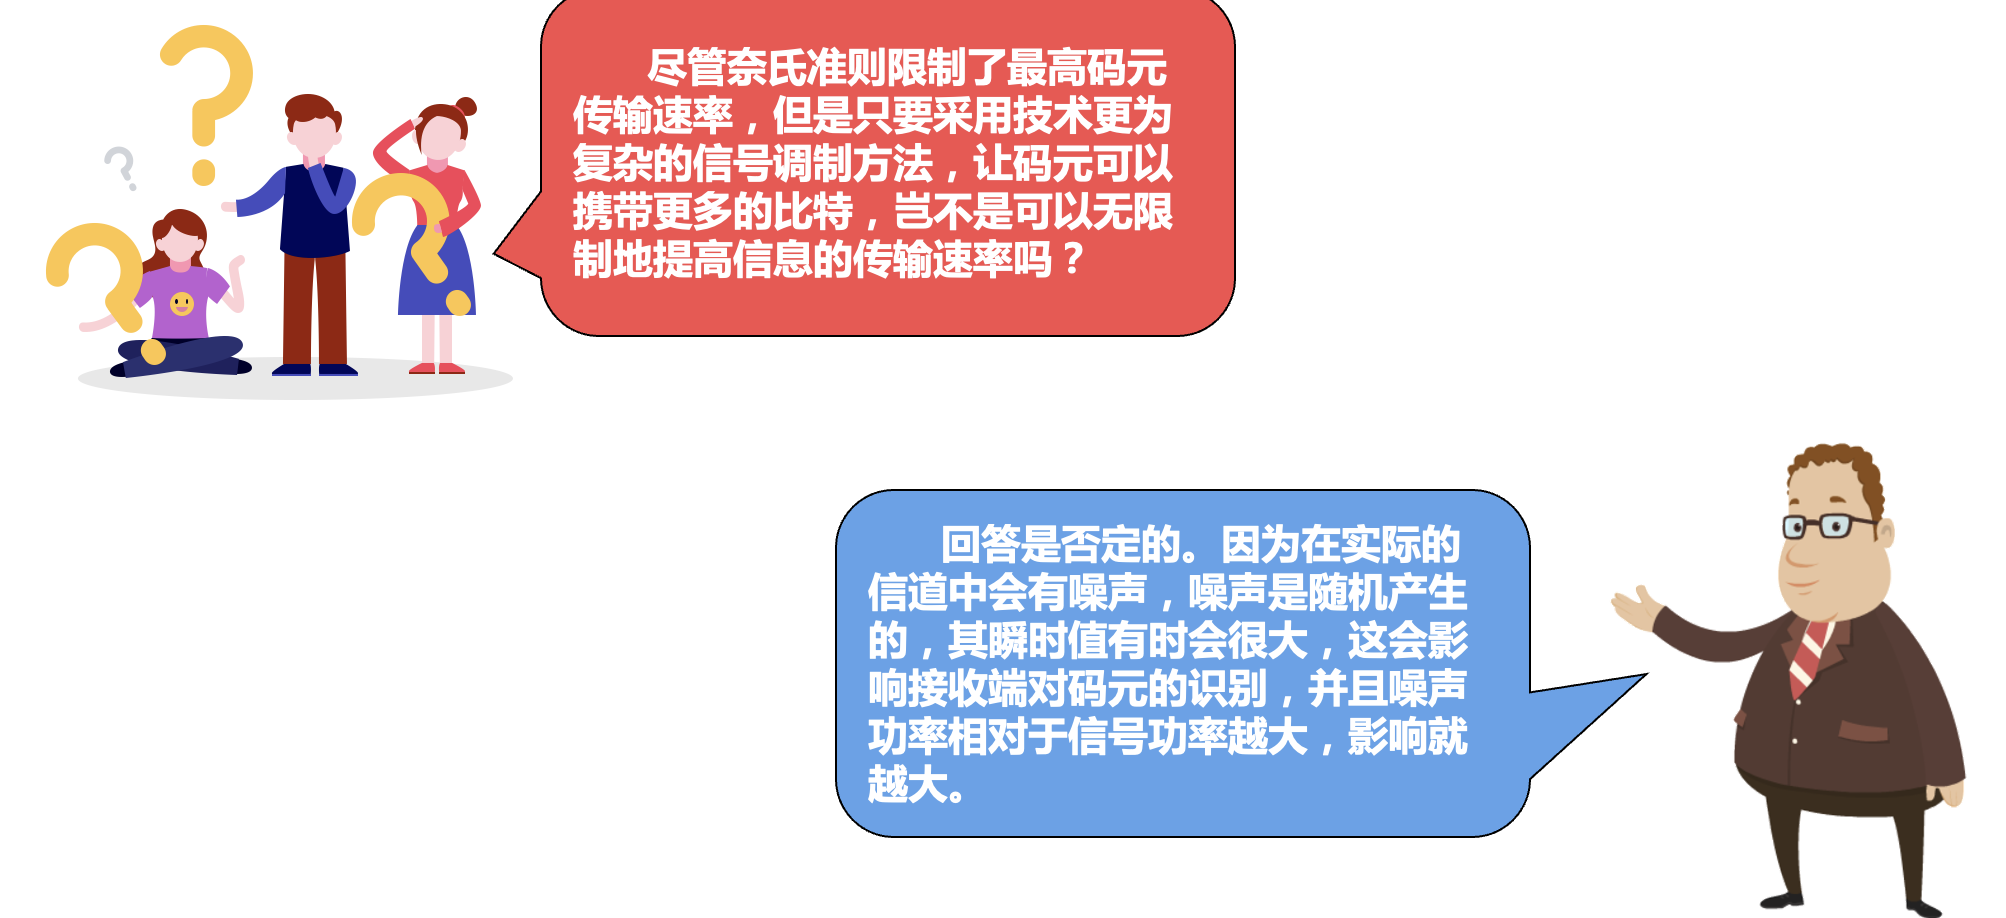 尽管奈氏准则限制了最高码元
传输速率，但是只要采用技术更为
复杂的信号调制方法，让码元可以
携带更多的比特，岂不是可以无限
制地提高信息的传输速率吗？
回答是否定的。因为在实际的
信道中会有噪声，噪声是随机产生
的，其瞬时值有时会很大，这会影
响接收端对码元的识别，并且噪声
功率相对于信号功率越大，影响就
越大。